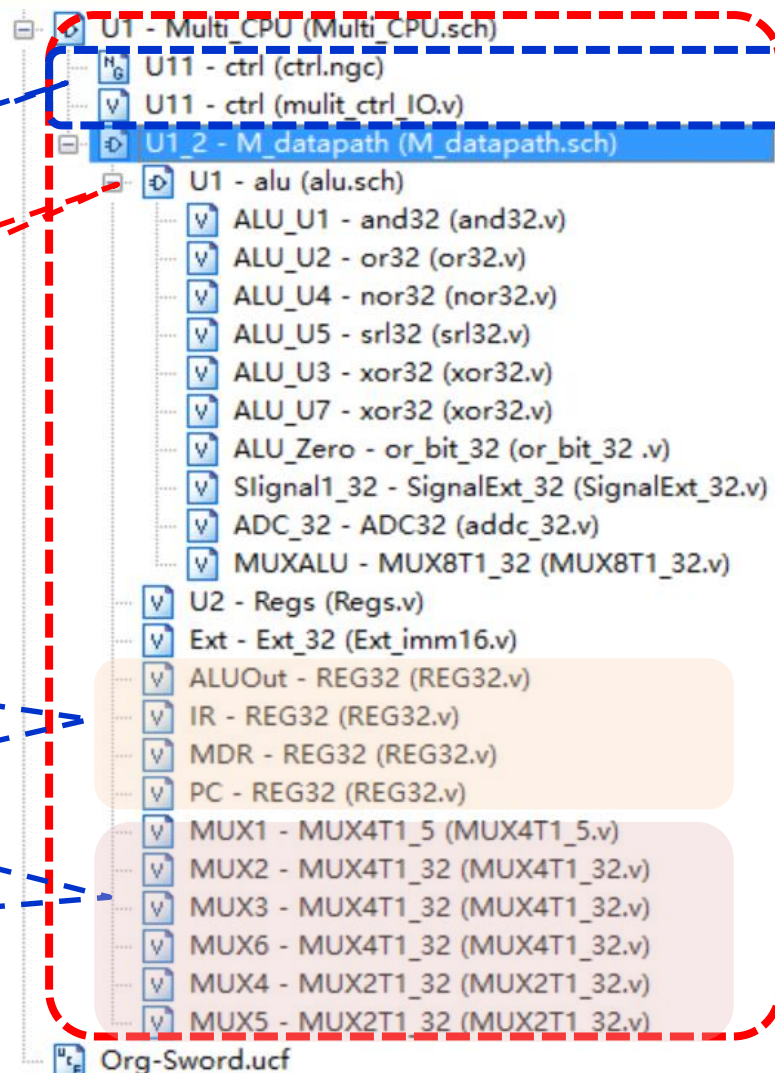 U1 - Multi_CPU (Multi_CPU.sch)
N G U11 - ctrl (ctrl.ngc)
V U11 - ctrl (mulit_ctrl_IO.v)
U1_2 - M_datapath (M_datapath.sch)
U1 - alu (alu.sch)
V ALU_U1 - and32 (and32.v)
V ALU_U2 - or32 (or32.v)
V ALU_U4 - nor32 (nor32.v)
V ALU_U5 - srl32 (srl32.v)
V ALU_U3 - xor32 (xor32.v)
V ALU_U7 - xor32 (xor32.v)
V ALU_Zero - or_bit_32 (or_bit_32 .v)
V SIignal1_32 - SignalExt_32 (SignalExt_32.v)
V ADC_32 - ADC32 (addc_32.v)
V MUXALU - MUX8T1_32 (MUX8T1_32.v)
V U2 - Regs (Regs.v)
V Ext - Ext_32 (Ext_imm16.v)
V ALUOut - REG32 (REG32.v)
V IR - REG32 (REG32.v)
V MDR - REG32 (REG32.v)
V PC - REG32 (REG32.v)
V MUX1 - MUX4T1_5 (MUX4T1_5.v)
V MUX2 - MUX4T1_32 (MUX4T1_32.v)
V MUX3 - MUX4T1_32 (MUX4T1_32.v)
V MUX6 - MUX4T1_32 (MUX4T1_32.v)
V MUX4 - MUX2T1_32 (MUX2T1_32.v)
V MUX5 - MUX2T1_32 (MUX2T1_32.v)
UCF Org-Sword.ucf